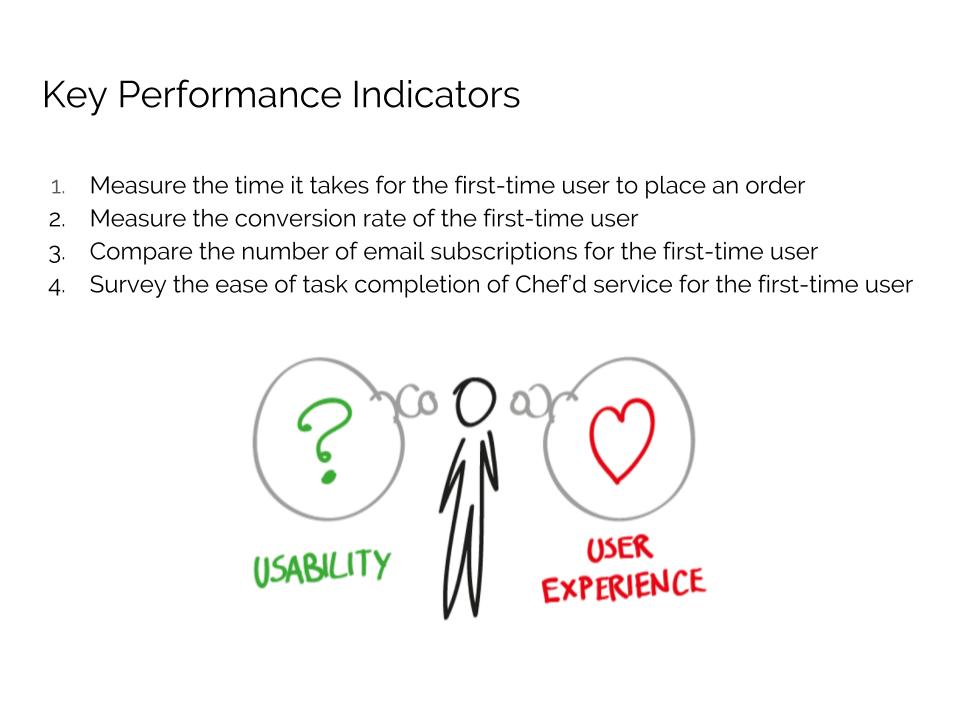 Key Performance Indicators
1. Measure the time it takes for the first-time user to place an order
2. Measure the conversion rate of the first-time user
3. Compare the number of email subscriptions for the first-time user
4. Survey the ease of task completion of Chef’d service for the first-time user
?
USABILITY
USER
EXPERIENCE